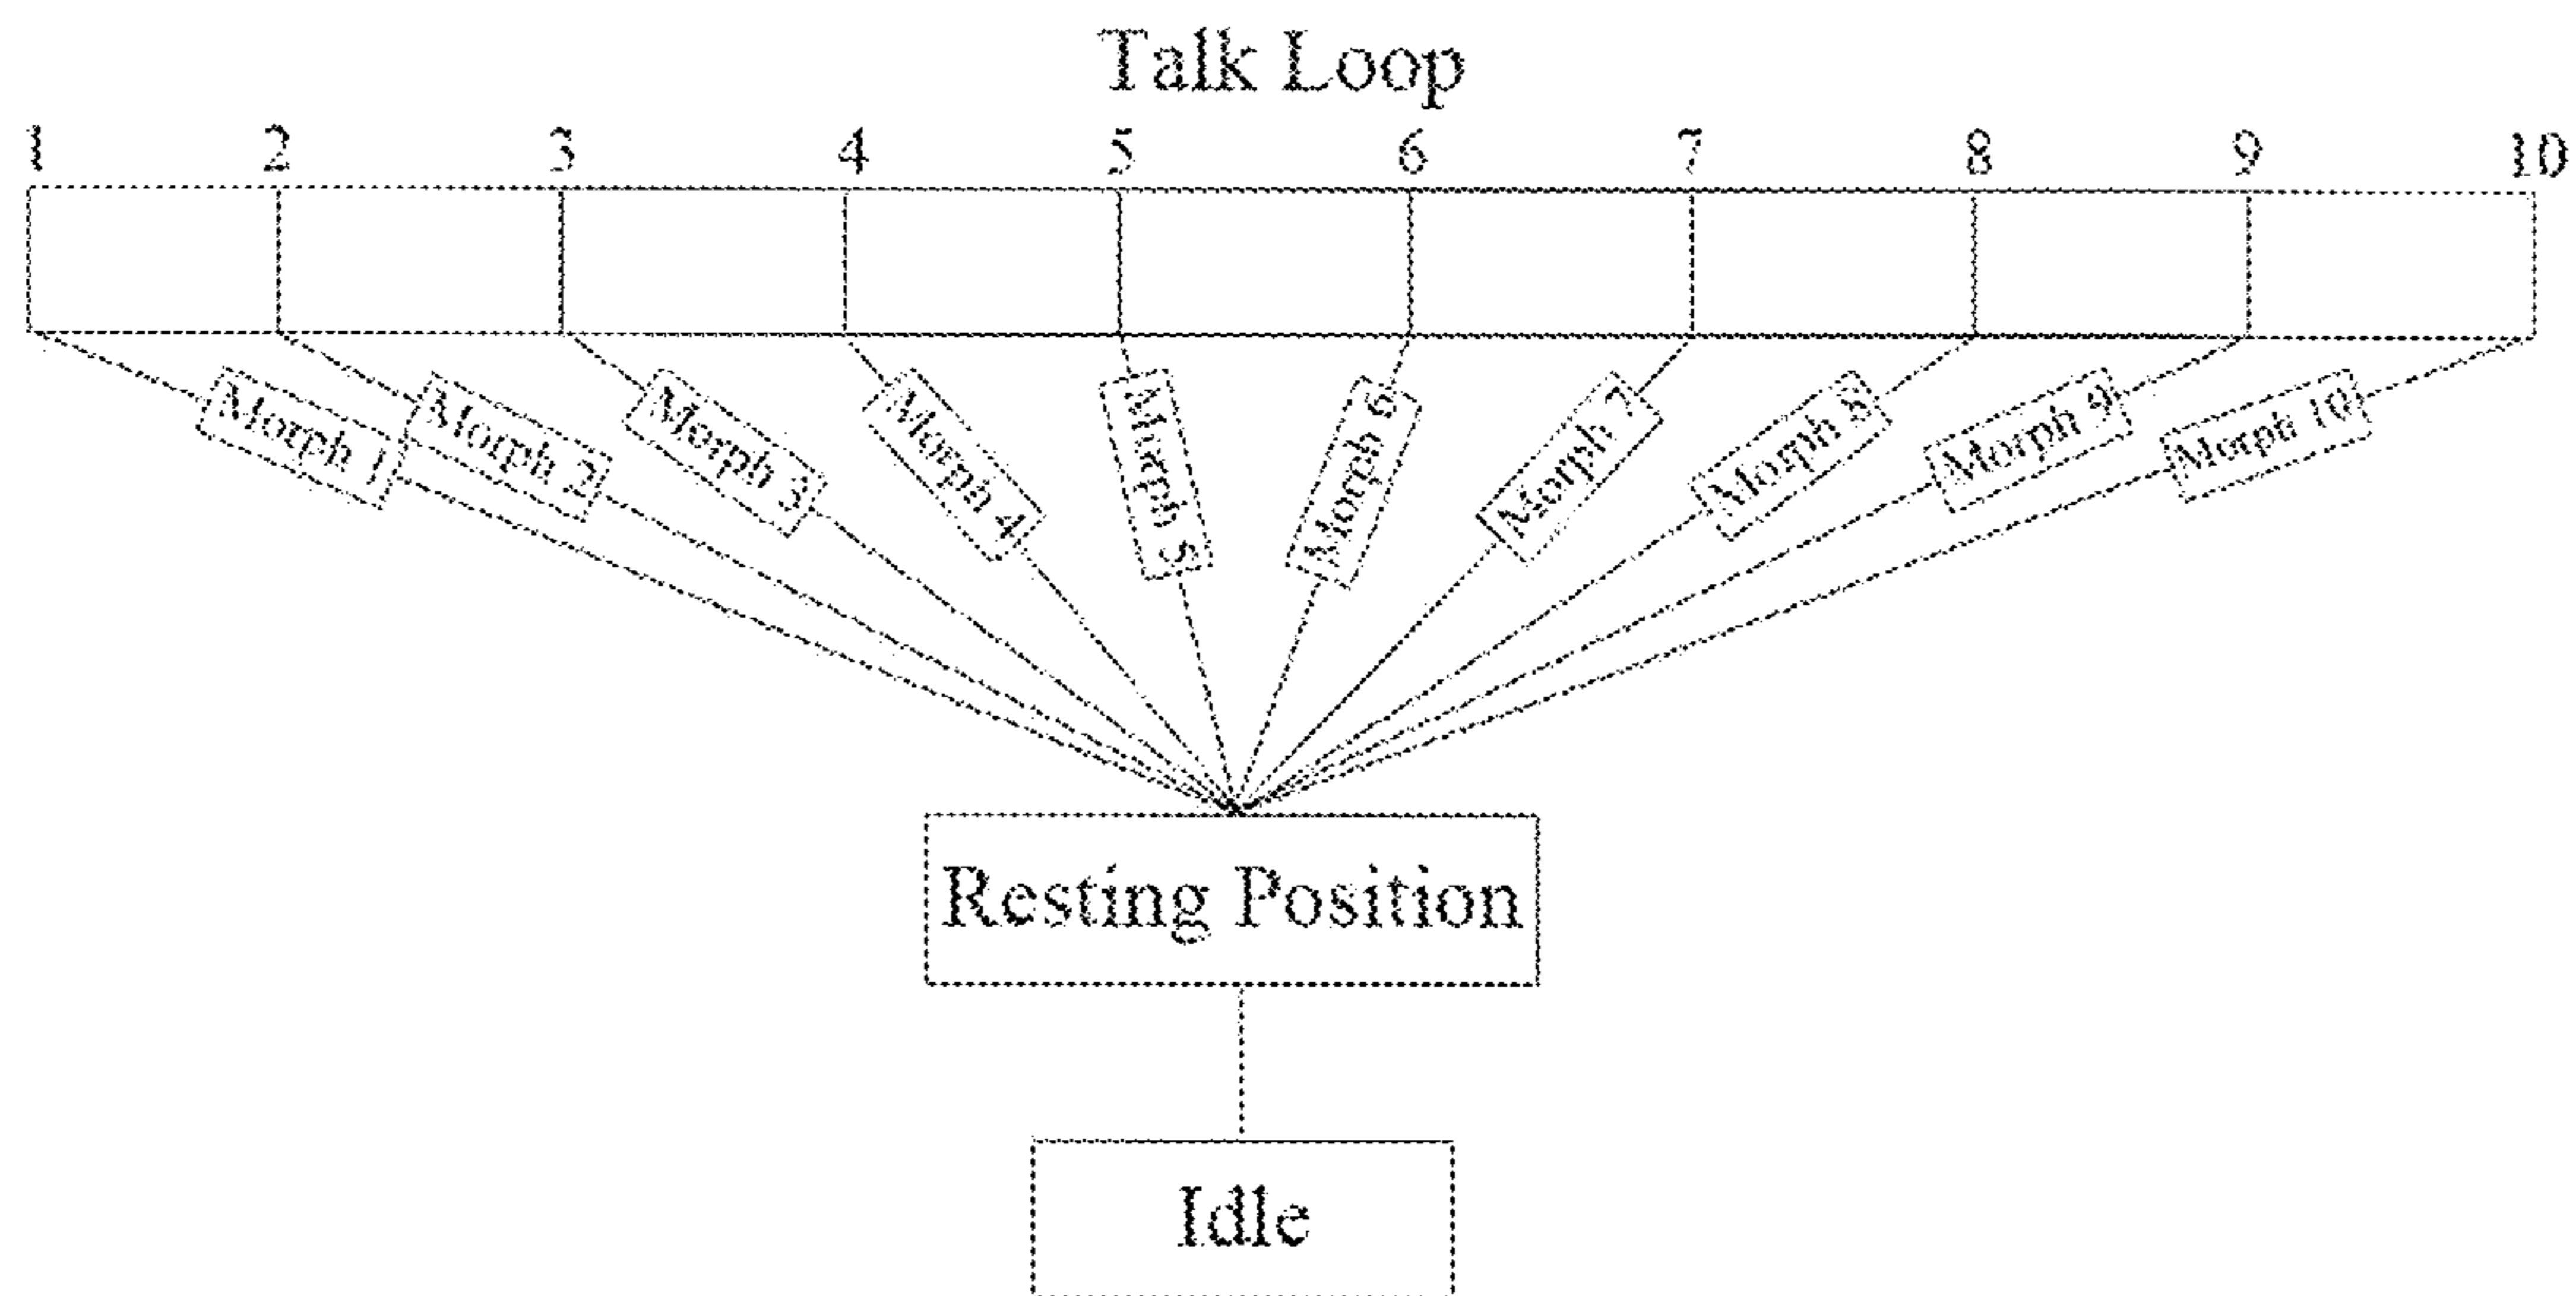 Talk Loop
1 2 3 4 5 6 7 8 9 10
Morph 1
Morph 2
Morph 3
Morph 4
Morph 5
Morph 6
Morph 7
Morph 8
Morph 9
Morph 10
Resting Position
Idle